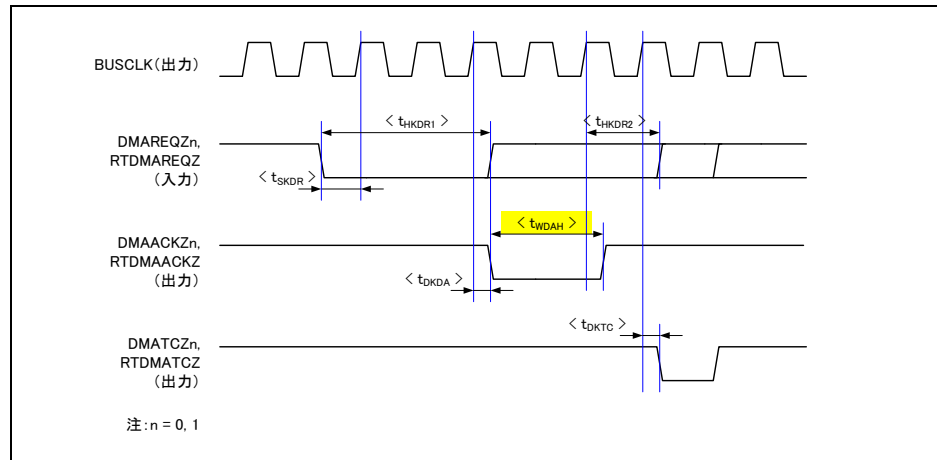 BUSCLK(出力)
< tHKDR1 >
< tHKDR2 >
DMAREQZn,
RTDMAREQZ
(入力)
< tSKDR >
< tWDAH >
DMAACKZn,
RTDMAACKZ
(出力)
< tDKDA >
< tDKTC >
DMATCZn,
RTDMATCZ
(出力)
注:n = 0, 1